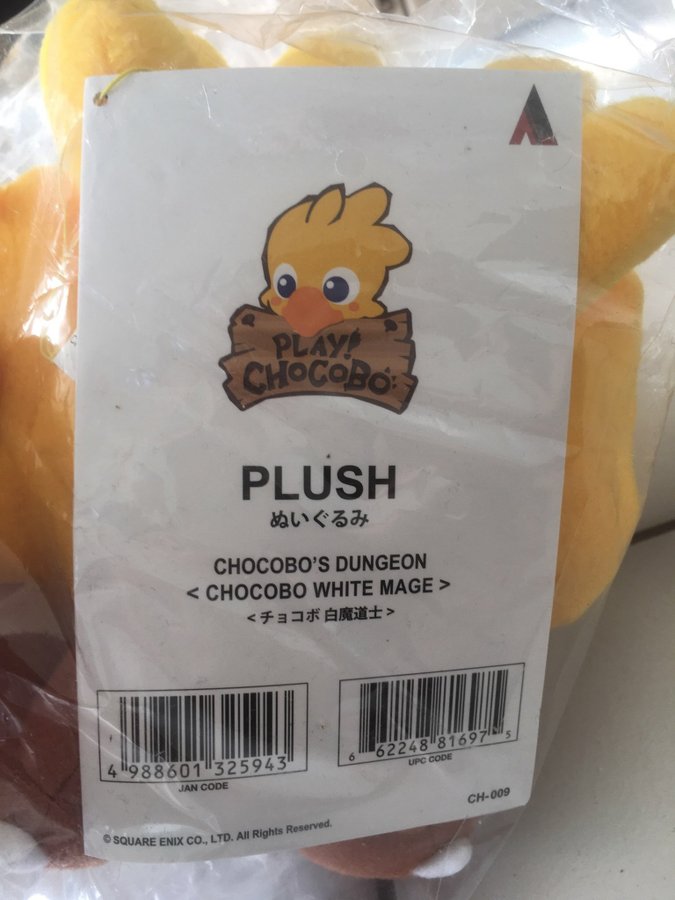 PLAY!
CHOCOBO
PLUSH
ぬいぐるみ
CHOCOBO'S DUNGEON
< CHOCOBO WHITE MAGE >
<チョコボ 白魔道士>
4 988601 325943
JAN CODE
6 62248 81697 5
UPC CODE
CH-009
© SQUARE ENIX CO., LTD. All Rights Reserved.